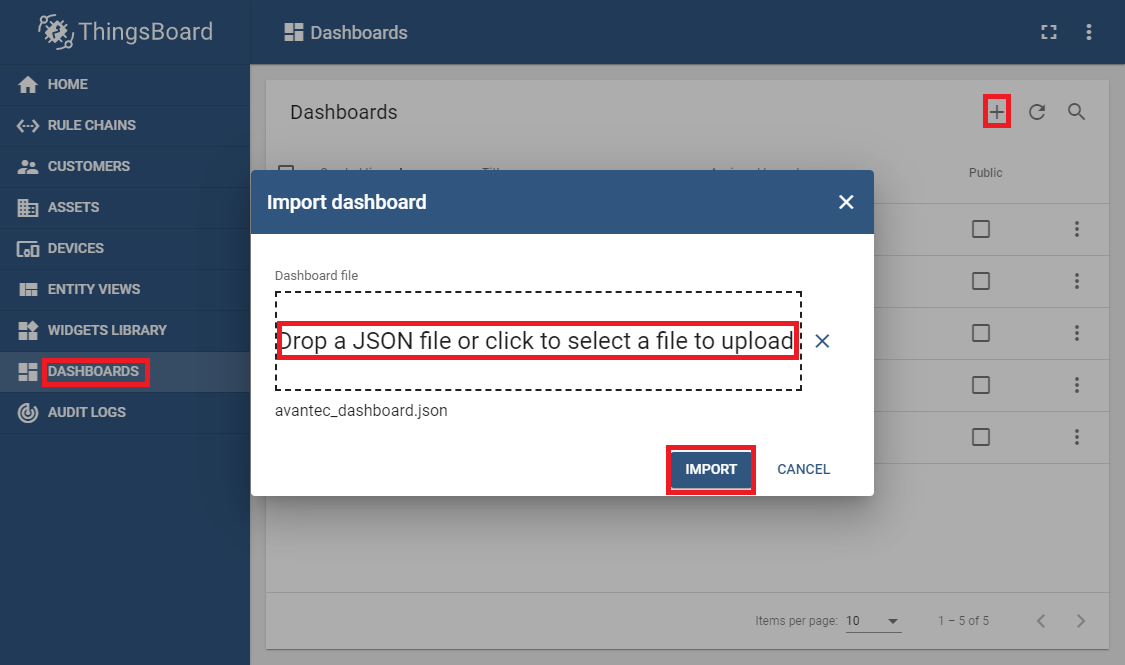 ThingsBoard
Dashboards
HOME
RULE CHAINS
CUSTOMERS
ASSETS
DEVICES
ENTITY VIEWS
WIDGETS LIBRARY
DASHBOARDS
AUDIT LOGS
Dashboards
Public
Import dashboard
Dashboard file
Drop a JSON file or click to select a file to upload
avantec_dashboard.json
IMPORT CANCEL
Items per page: 10 1 – 5 of 5